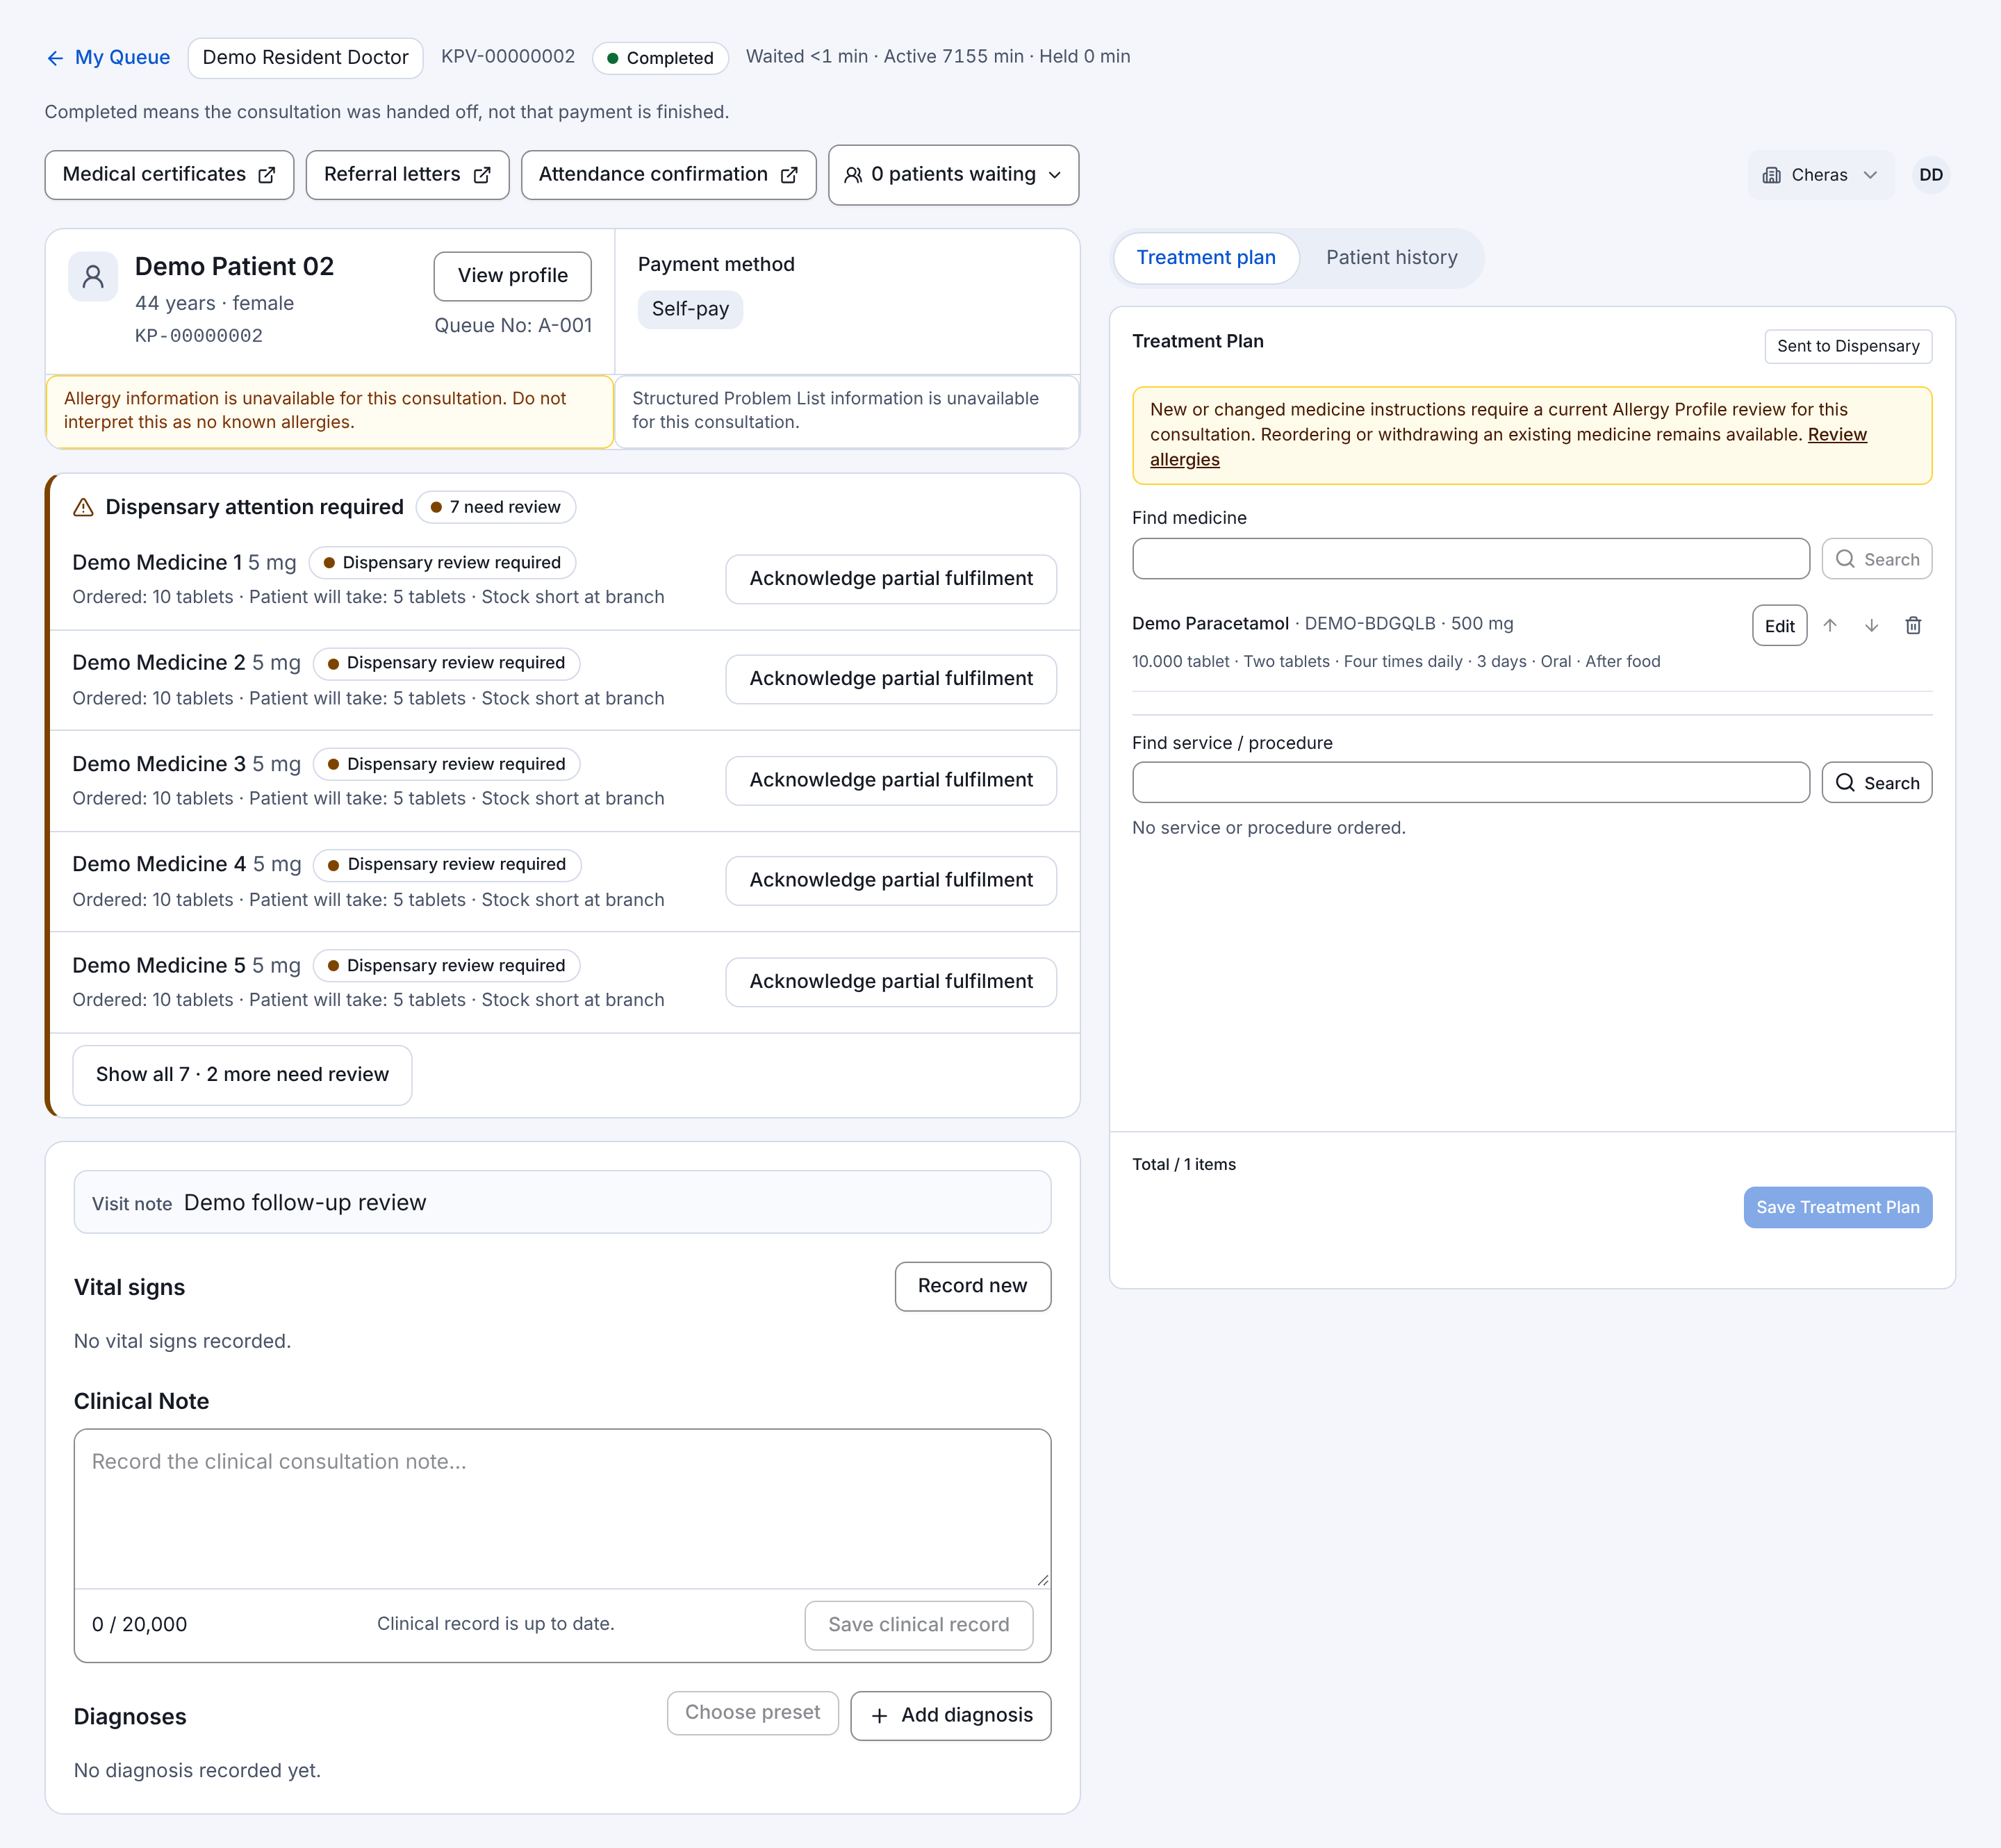 My Queue
Demo Resident Doctor
KPV-00000002
Completed
Waited <1 min · Active 7155 min · Held 0 min
Completed means the consultation was handed off, not that payment is finished.
Medical certificates
Referral letters
Attendance confirmation
0 patients waiting
Cheras
DD
Demo Patient 02
44 years · female
KP-00000002
View profile
Queue No: A-001
Payment method
Self-pay
Allergy information is unavailable for this consultation. Do not
interpret this as no known allergies.
Structured Problem List information is unavailable
for this consultation.
Dispensary attention required
7 need review
Demo Medicine 1 5 mg
Dispensary review required
Ordered: 10 tablets · Patient will take: 5 tablets · Stock short at branch
Acknowledge partial fulfilment
Demo Medicine 2 5 mg
Dispensary review required
Ordered: 10 tablets · Patient will take: 5 tablets · Stock short at branch
Acknowledge partial fulfilment
Demo Medicine 3 5 mg
Dispensary review required
Ordered: 10 tablets · Patient will take: 5 tablets · Stock short at branch
Acknowledge partial fulfilment
Demo Medicine 4 5 mg
Dispensary review required
Ordered: 10 tablets · Patient will take: 5 tablets · Stock short at branch
Acknowledge partial fulfilment
Demo Medicine 5 5 mg
Dispensary review required
Ordered: 10 tablets · Patient will take: 5 tablets · Stock short at branch
Acknowledge partial fulfilment
Show all 7 · 2 more need review
Visit note Demo follow-up review
Vital signs
Record new
No vital signs recorded.
Clinical Note
Record the clinical consultation note...
0 / 20,000
Clinical record is up to date.
Save clinical record
Diagnoses
Choose preset
Add diagnosis
No diagnosis recorded yet.
Treatment plan
Patient history
Treatment Plan
Sent to Dispensary
New or changed medicine instructions require a current Allergy Profile review for this
consultation. Reordering or withdrawing an existing medicine remains available. Review
allergies
Find medicine
Search
Demo Paracetamol · DEMO-BDGQLB · 500 mg
Edit
10.000 tablet · Two tablets · Four times daily · 3 days · Oral · After food
Find service / procedure
Search
No service or procedure ordered.
Total / 1 items
Save Treatment Plan